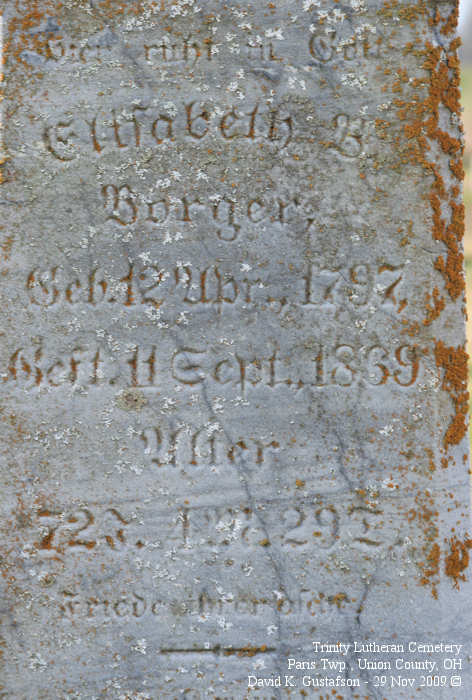 Hier ruht in Gott
Elisabeth B.
Borger,
Geb. 12 Apr., 1797,
Gest. 11 Sept., 1869
Alter
72 J. 4 M. 29 T.
Friede ihrer Asche.
Trinity Lutheran Cemetery
Paris Twp., Union County, OH
David K. Gustafson - 29 Nov 2009 ©